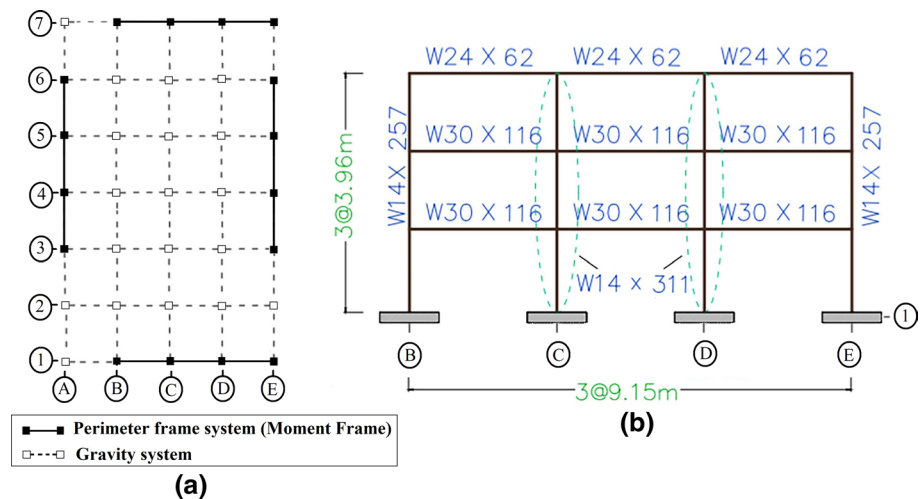 7
6
5
4
3
2
1
A B C D E
Perimeter frame system (Moment Frame)
Gravity system
(a)
W24 X 62 W24 X 62 W24 X 62
W30 X 116 W30 X 116 W30 X 116
W30 X 116 W30 X 116 W30 X 116
W14 X 257
W14 X 257
3@3.96m
W14 x 311
1
B C D E
3@9.15m
(b)